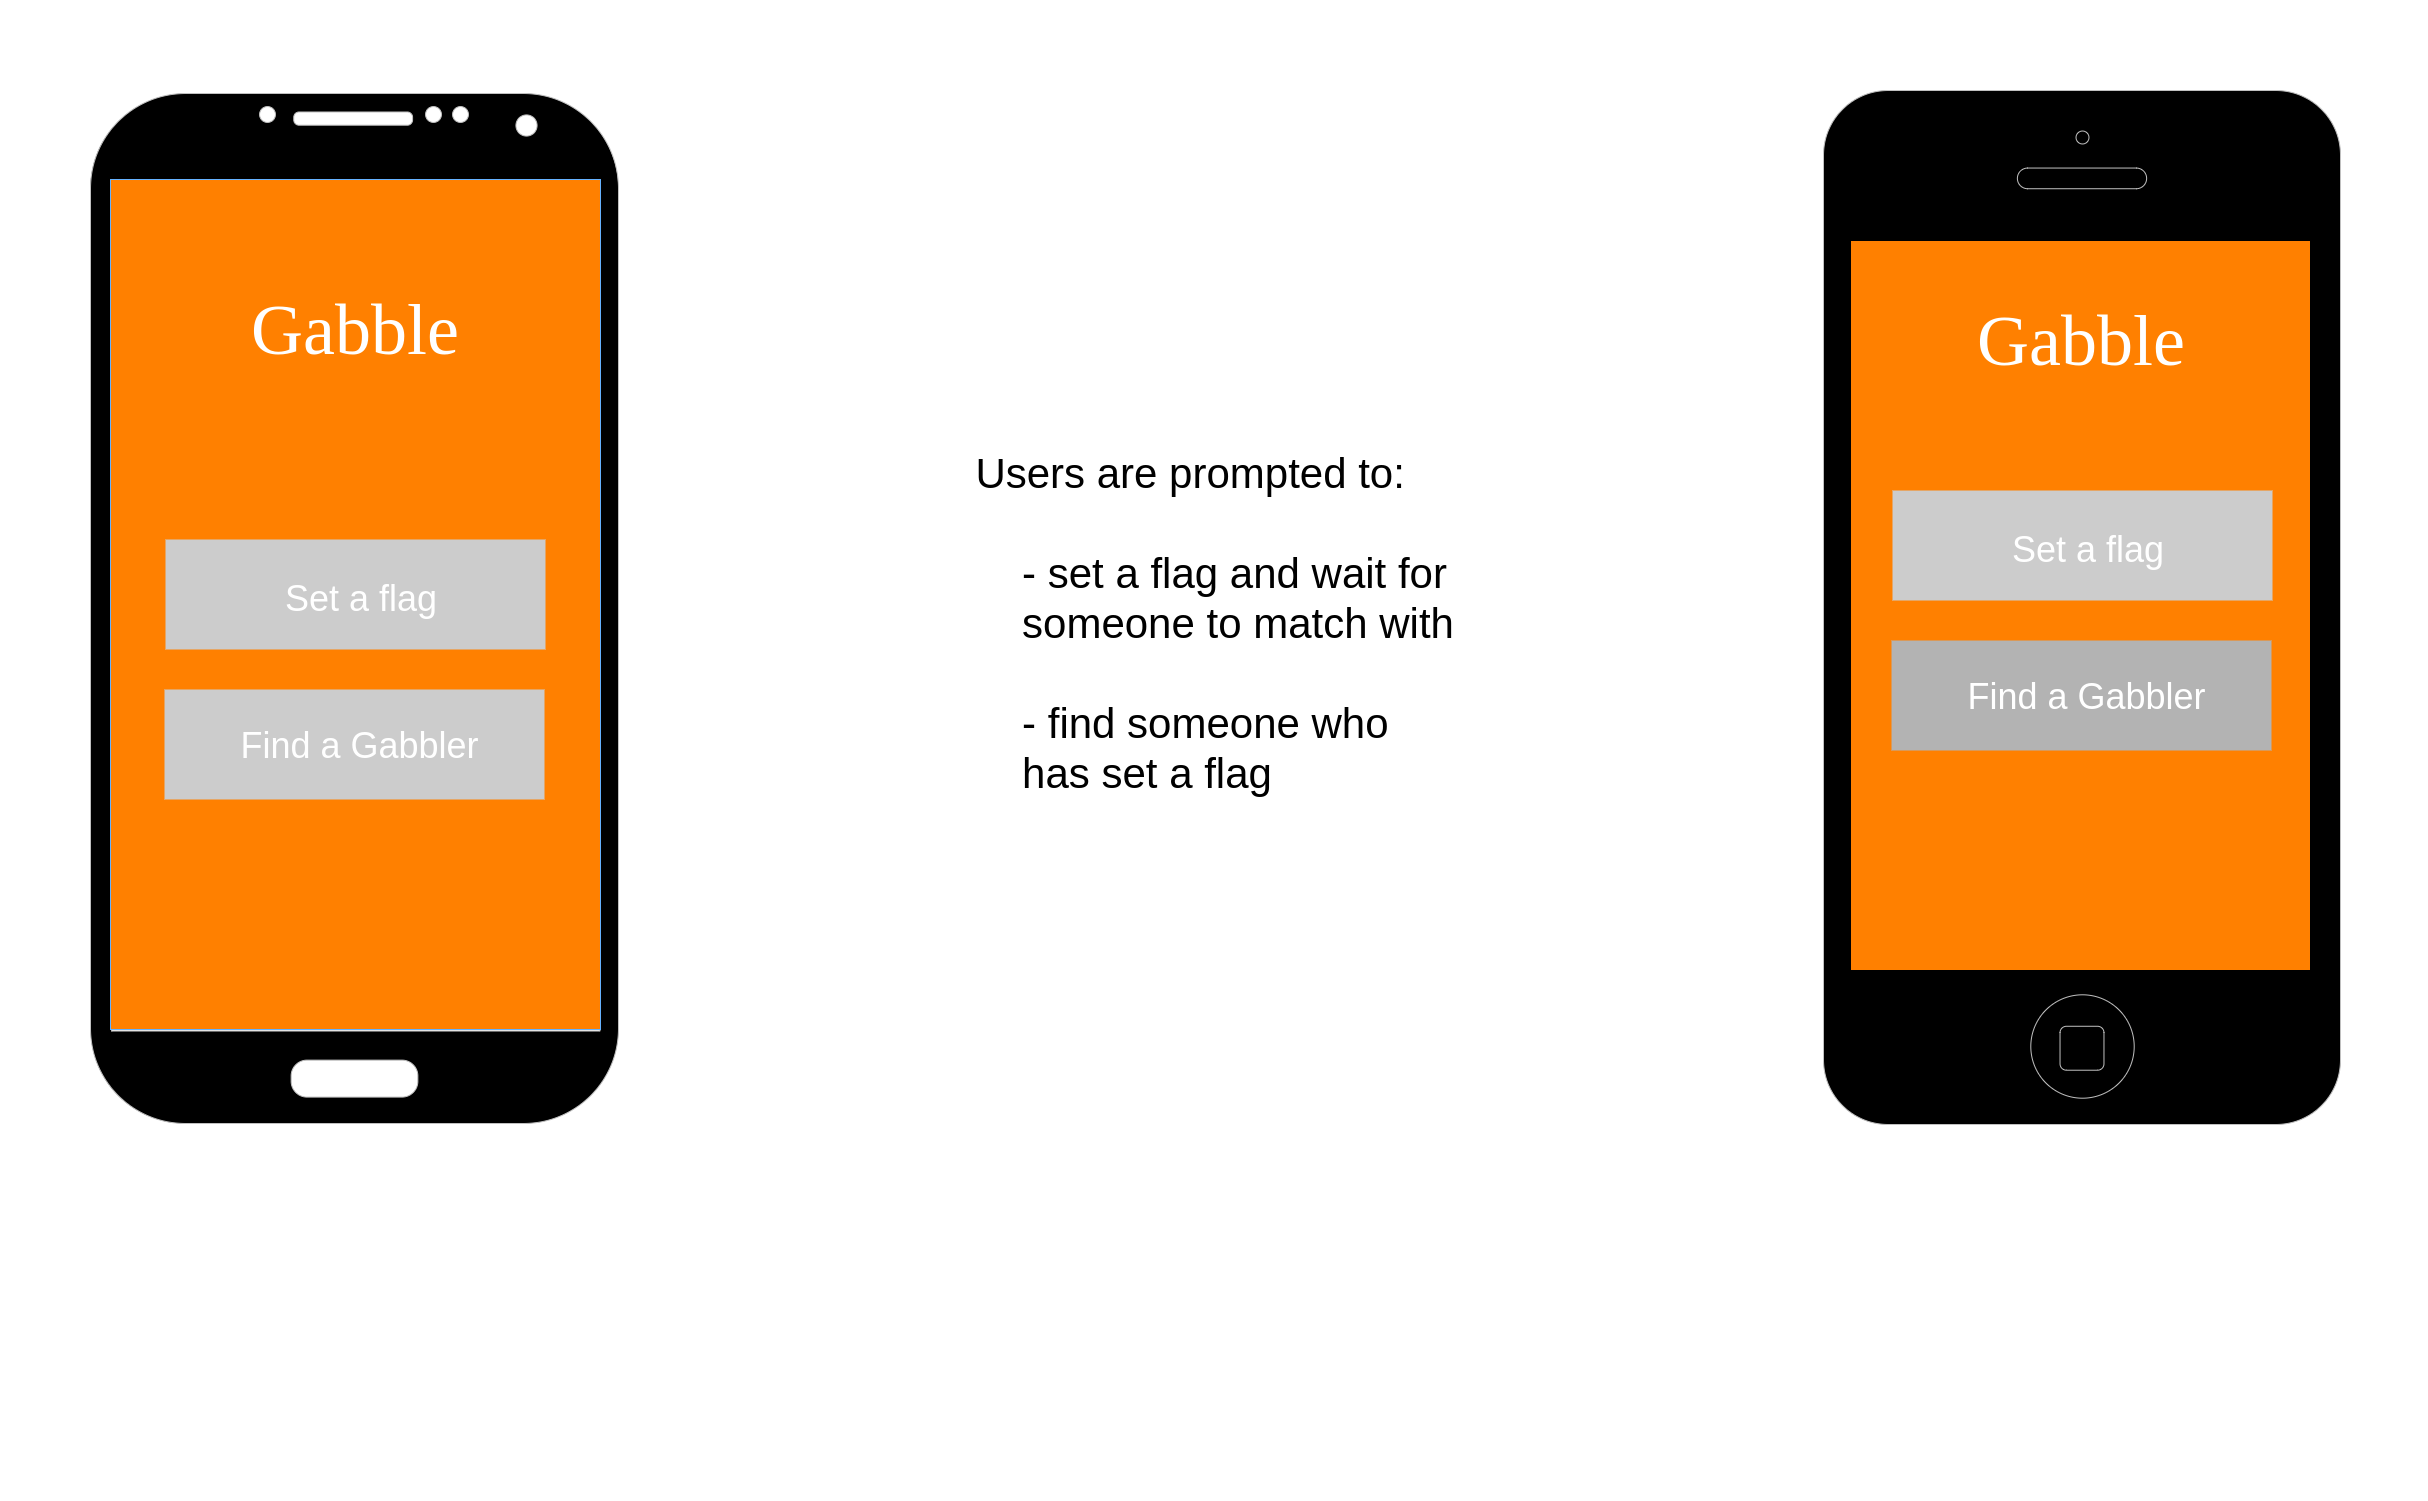 Gabble
Set a flag
Find a Gabbler
Users are prompted to:
- set a flag and wait for
someone to match with
- find someone who
has set a flag
Gabble
Set a flag
Find a Gabbler